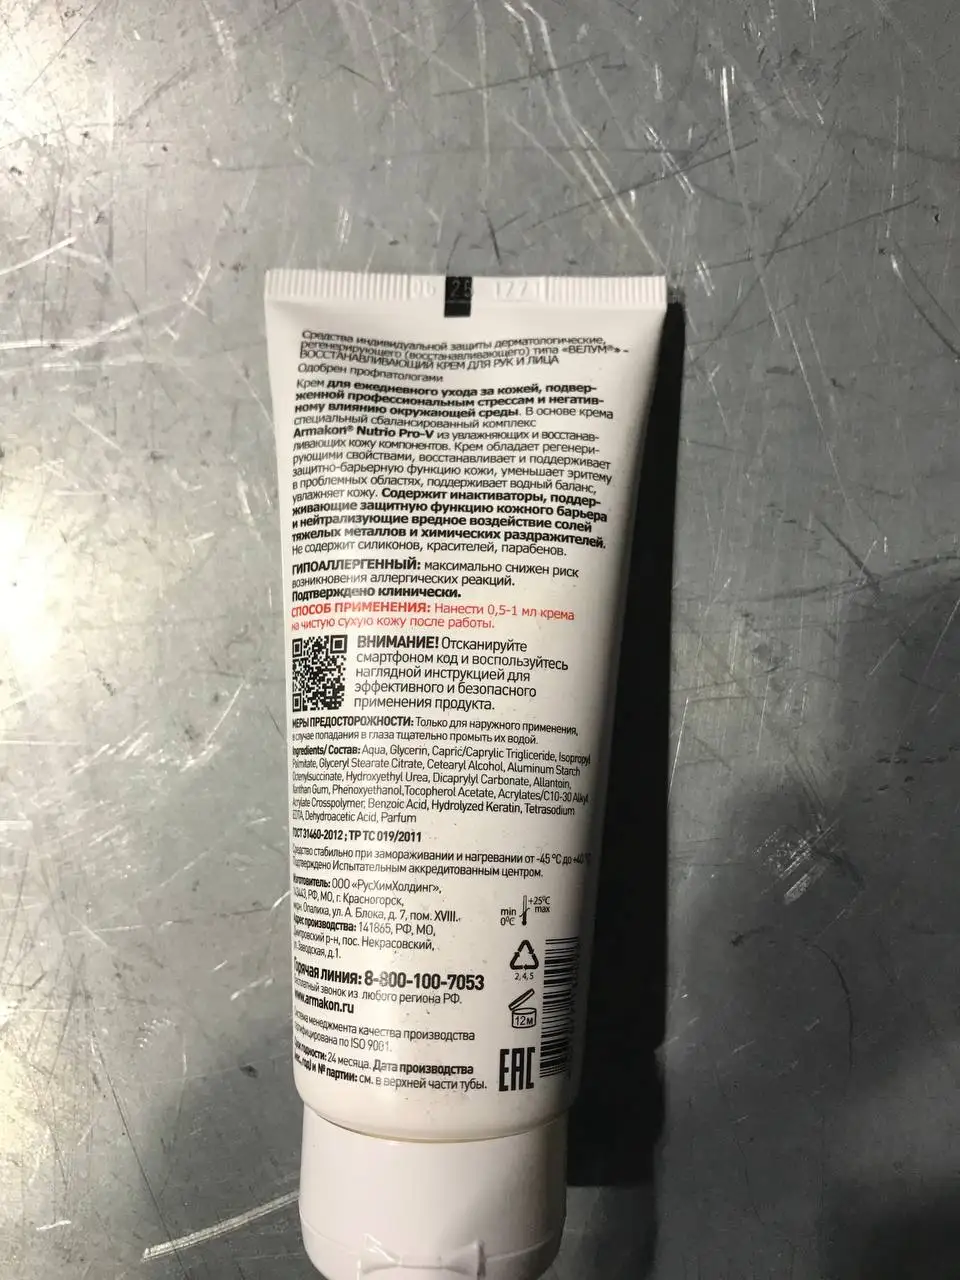 25 1771
Средства индивидуальной защиты дерматологические,
регенерирующего (восстанавливающего) типа «ВЕЛУМ®» -
ВОССТАНАВЛИВАЮЩИЙ КРЕМ ДЛЯ РУК И ЛИЦА
Одобрен профпатологами
Крем для ежедневного ухода за кожей, подвер-
женной профессиональным стрессам и негатив-
ному влиянию окружающей среды. В основе крема
специальный сбалансированный комплекс
Armakon® Nutrio Pro-V из увлажняющих и восстанав-
ливающих кожу компонентов. Крем обладает регенери-
рующими свойствами, восстанавливает и поддерживает
защитно-барьерную функцию кожи, уменьшает эритему
в проблемных областях, поддерживает водный баланс,
увлажняет кожу. Содержит инактиваторы, поддер-
живающие защитную функцию кожного барьера
и нейтрализующие вредное воздействие солей
тяжелых металлов и химических раздражителей.
Не содержит силиконов, красителей, парабенов.
ГИПОАЛЛЕРГЕННЫЙ: максимально снижен риск
возникновения аллергических реакций.
Подтверждено клинически.
СПОСОБ ПРИМЕНЕНИЯ: Нанести 0,5-1 мл крема
на чистую сухую кожу после работы.
ВНИМАНИЕ! Отсканируйте
смартфоном код и воспользуйтесь
наглядной инструкцией для
эффективного и безопасного
применения продукта.
МЕРЫ ПРЕДОСТОРОЖНОСТИ: Только для наружного применения,
в случае попадания в глаза тщательно промыть их водой.
Ingredients/ Состав: Aqua, Glycerin, Capric/Caprylic Trigliceride, Isopropyl
Palmitate, Glyceryl Stearate Citrate, Cetearyl Alcohol, Aluminum Starch
Octenylsuccinate, Hydroxyethyl Urea, Dicaprylyl Carbonate, Allantoin,
Xanthan Gum, Phenoxyethanol, Tocopherol Acetate, Acrylates/C10-30 Alkyl
Acrylate Crosspolymer, Benzoic Acid, Hydrolyzed Keratin, Tetrasodium
EDTA, Dehydroacetic Acid, Parfum
ГОСТ 31460-2012 ; ТР ТС 019/2011
Средство стабильно при замораживании и нагревании от -45 °С до +40 °С
Подтверждено Испытательным аккредитованным центром.
Изготовитель: ООО «РусХимХолдинг»,
143443, РФ, МО, г. Красногорск,
мкн. Опалиха, ул. А. Блока, д. 7, пом. XVIII.
Адрес производства: 141865, РФ, МО,
Дмитровский р-н, пос. Некрасовский,
ул. Заводская, д.1.
min 0°C
+25°C max
Горячая линия: 8-800-100-7053
Бесплатный звонок из любого региона РФ.
www.armakon.ru
2,4,5
Система менеджмента качества производства
сертифицирована по ISO 9001.
12м
Срок годности: 24 месяца. Дата производства
(мес., год) и № партии: см. в верхней части тубы.
EAC